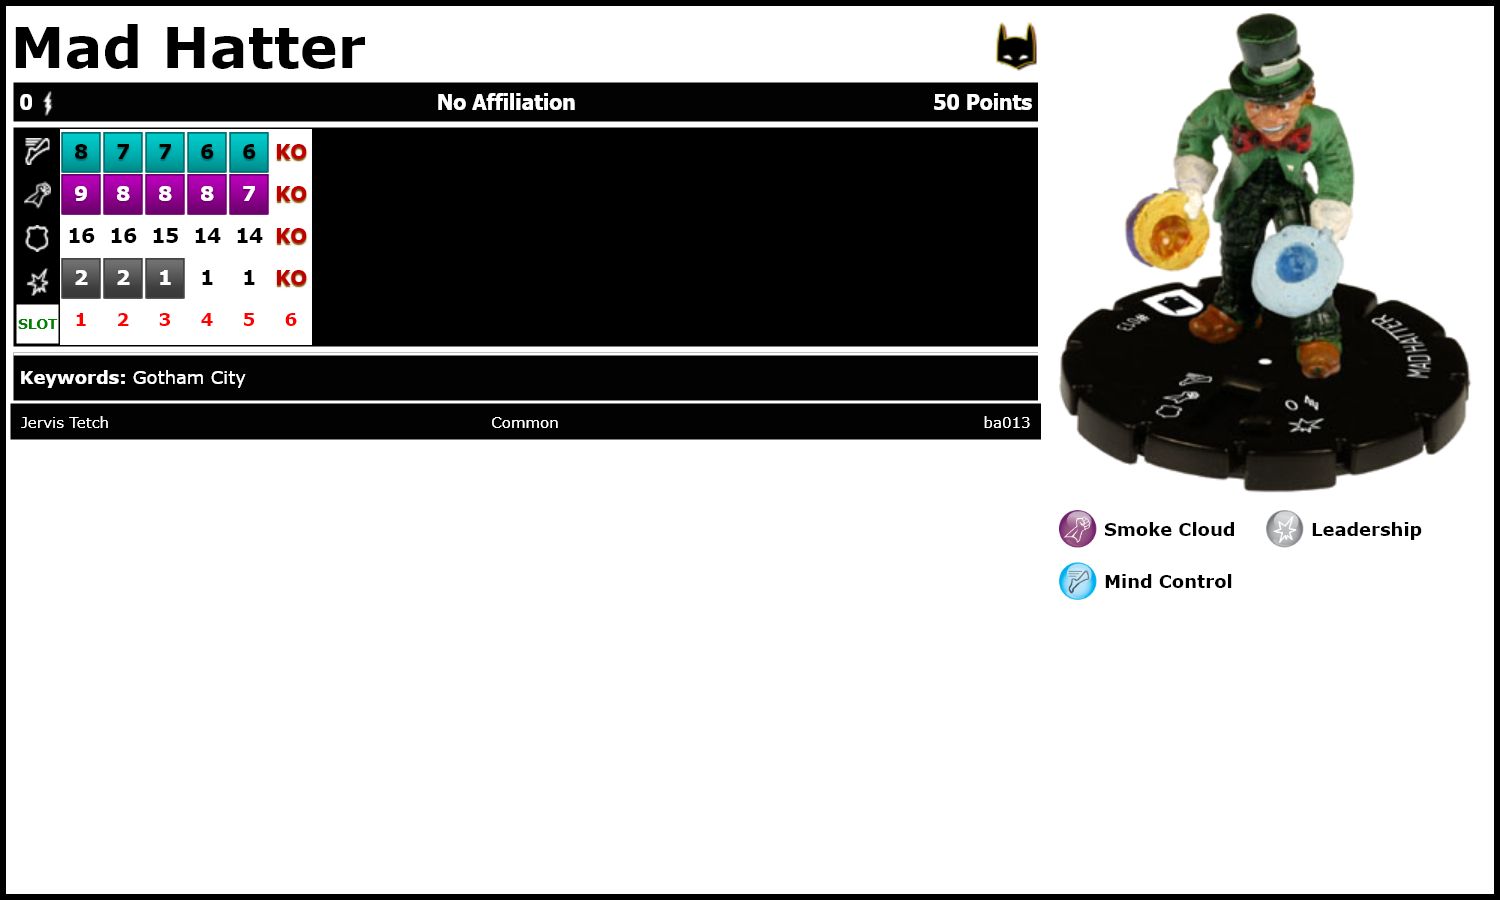 Mad Hatter
0 No Affiliation 50 Points
8 7 7 6 6 KO
9 8 8 8 7 KO
16 16 15 14 14 KO
2 2 1 1 1 KO
SLOT 1 2 3 4 5 6
Keywords: Gotham City
Jervis Tetch Common ba013
#013
MAD HATTER
0
Smoke Cloud Leadership
Mind Control